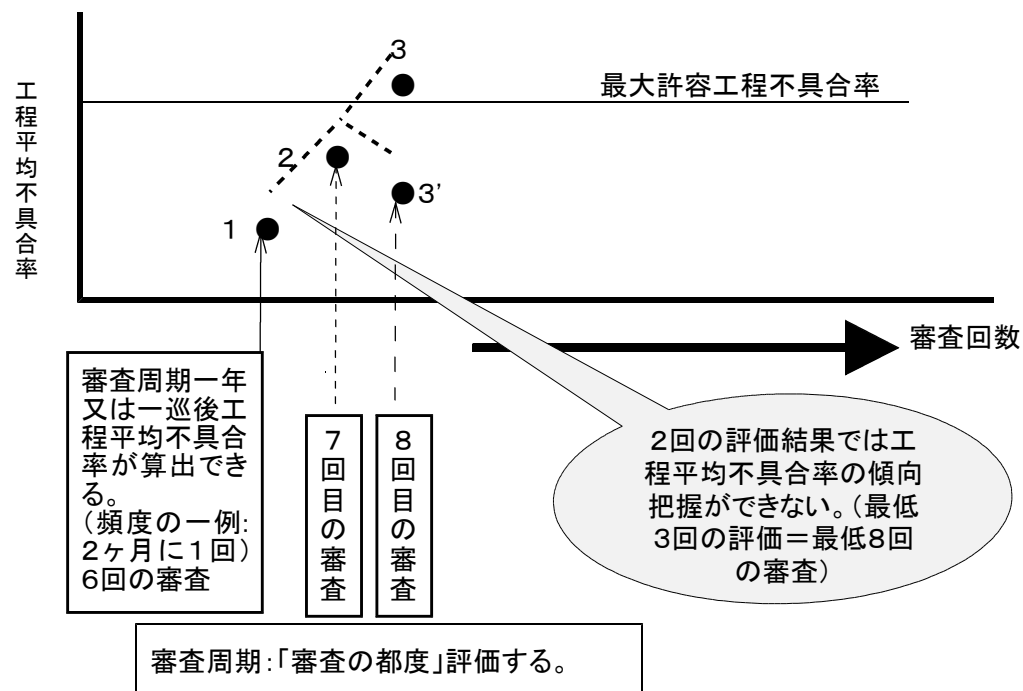 工程平均不具合率
3
最大許容工程不具合率
2
3'
1
審査回数
審査周期一年
又は一巡後工
程平均不具合
率が算出でき
る。
（頻度の一例:
２ヶ月に１回）
６回の審査
７回目の審査
８回目の審査
２回の評価結果では工
程平均不具合率の傾向
把握ができない。（最低
３回の評価＝最低８回
の審査）
審査周期:「審査の都度」評価する。